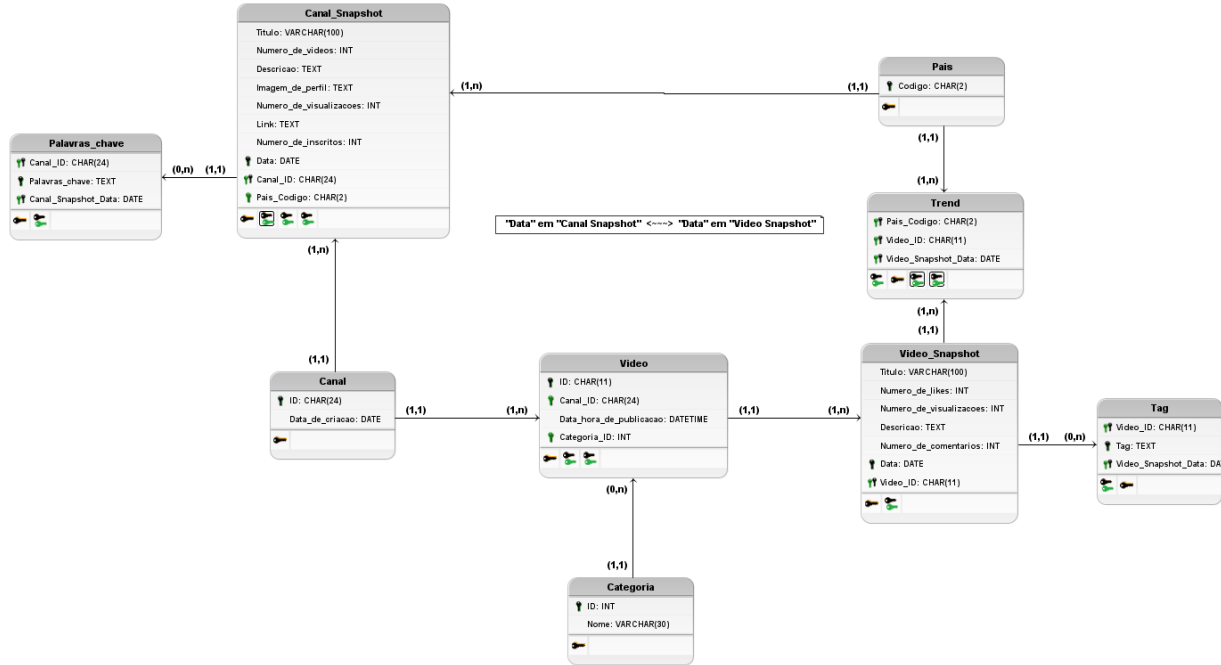 Canal_Snapshot
Titulo: VARCHAR(100)
Numero_de_videos: INT
Descricao: TEXT
Imagem_de_perfil: TEXT
Numero_de_visualizacoes: INT
Link: TEXT
Numero_de_inscritos: INT
Data: DATE
Canal_ID: CHAR(24)
Pais_Codigo: CHAR(2)
(1,n)
(1,1)
Pais
Codigo: CHAR(2)
(1,1)
(1,n)
Palavras_chave
Canal_ID: CHAR(24)
Palavras_chave: TEXT
Canal_Snapshot_Data: DATE
(0,n)
(1,1)
Trend
Pais_Codigo: CHAR(2)
Video_ID: CHAR(11)
Video_Snapshot_Data: DATE
"Data" em "Canal Snapshot" <~~~> "Data" em "Video Snapshot"
(1,n)
(1,1)
(1,n)
(1,1)
Canal
ID: CHAR(24)
Data_de_criacao: DATE
(1,1)
(1,n)
Video
ID: CHAR(11)
Canal_ID: CHAR(24)
Data_hora_de_publicacao: DATETIME
Categoria_ID: INT
(1,1)
(1,n)
Video_Snapshot
Titulo: VARCHAR(100)
Numero_de_likes: INT
Numero_de_visualizacoes: INT
Descricao: TEXT
Numero_de_comentarios: INT
Data: DATE
Video_ID: CHAR(11)
(1,1)
(0,n)
Tag
Video_ID: CHAR(11)
Tag: TEXT
Video_Snapshot_Data: DA
(0,n)
(1,1)
Categoria
ID: INT
Nome: VARCHAR(30)